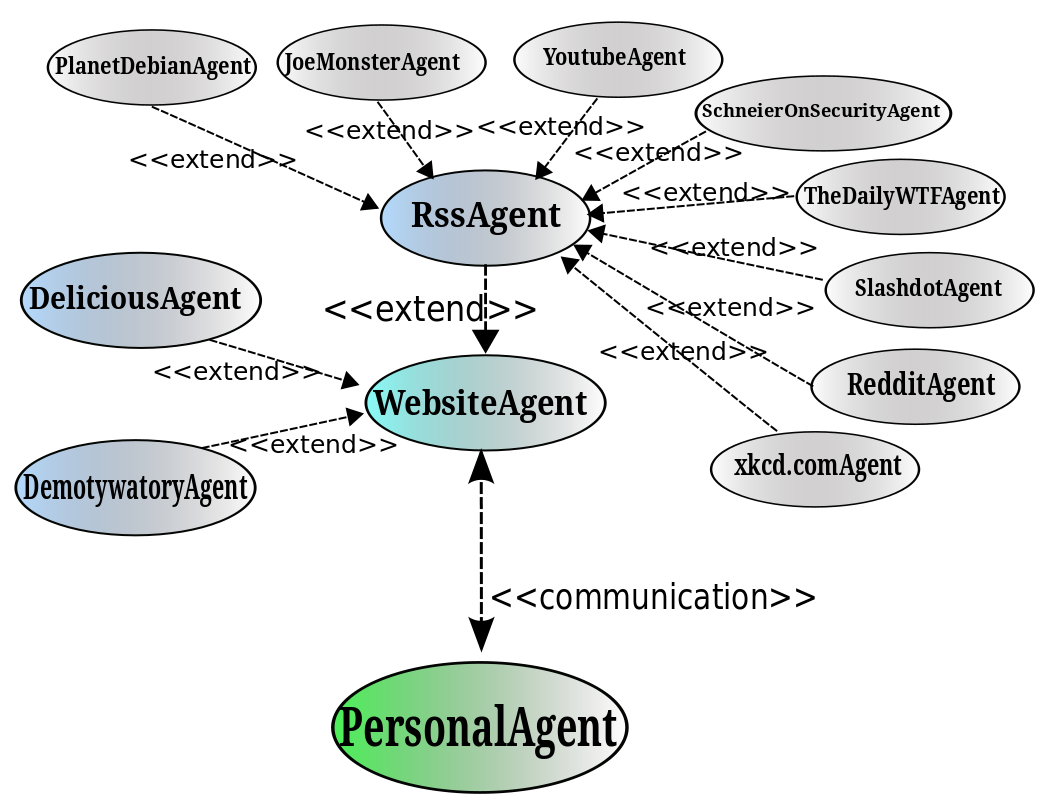 YoutubeAgent
JoeMonsterAgent
PlanetDebianAgent
SchneierOnSecurityAgent
<<extend>>
<<extend>>
<<extend>>
<<extend>>
<<extend>>
TheDailyWTFAgent
RssAgent
<<extend>>
SlashdotAgent
DeliciousAgent
<<extend>>
<<extend>>
<<extend>>
<<extend>>
RedditAgent
WebsiteAgent
<<extend>>
xkcd.comAgent
DemotywatoryAgent
<<communication>>
PersonalAgent